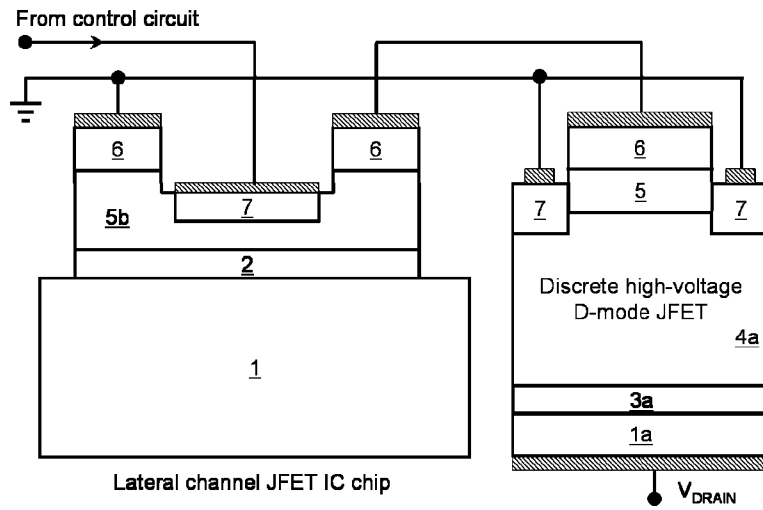 From control circuit
6
6
7
5b
2
1
Lateral channel JFET IC chip
6
5
7
7
Discrete high-voltage
D-mode JFET
4a
3a
1a
VDRAIN